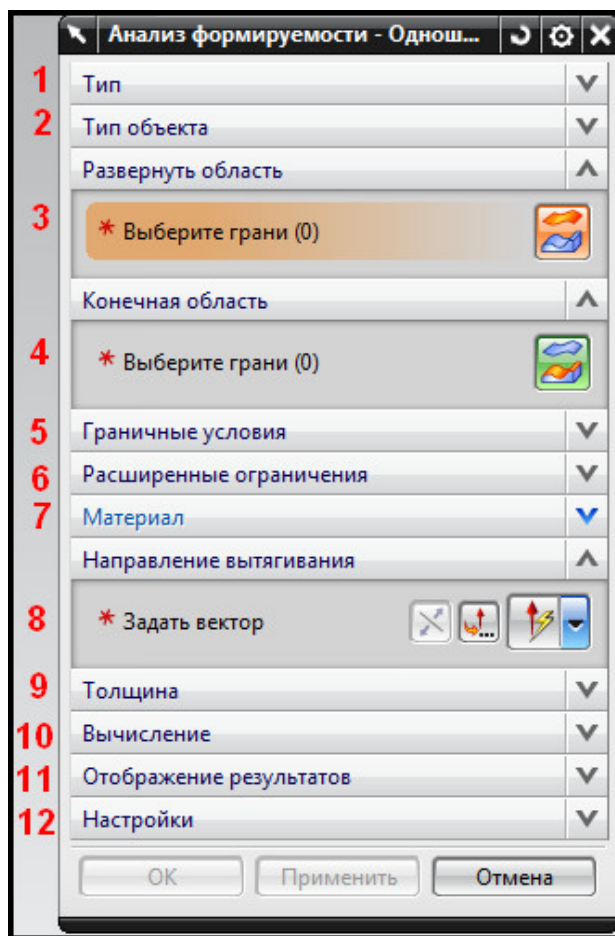 Анализ формируемости - Однош...
1 Тип
2 Тип объекта
Развернуть область
3 * Выберите грани (0)
Конечная область
4 * Выберите грани (0)
5 Граничные условия
6 Расширенные ограничения
7 Материал
Направление вытягивания
8 * Задать вектор
9 Толщина
10 Вычисление
11 Отображение результатов
12 Настройки
ОК Применить Отмена